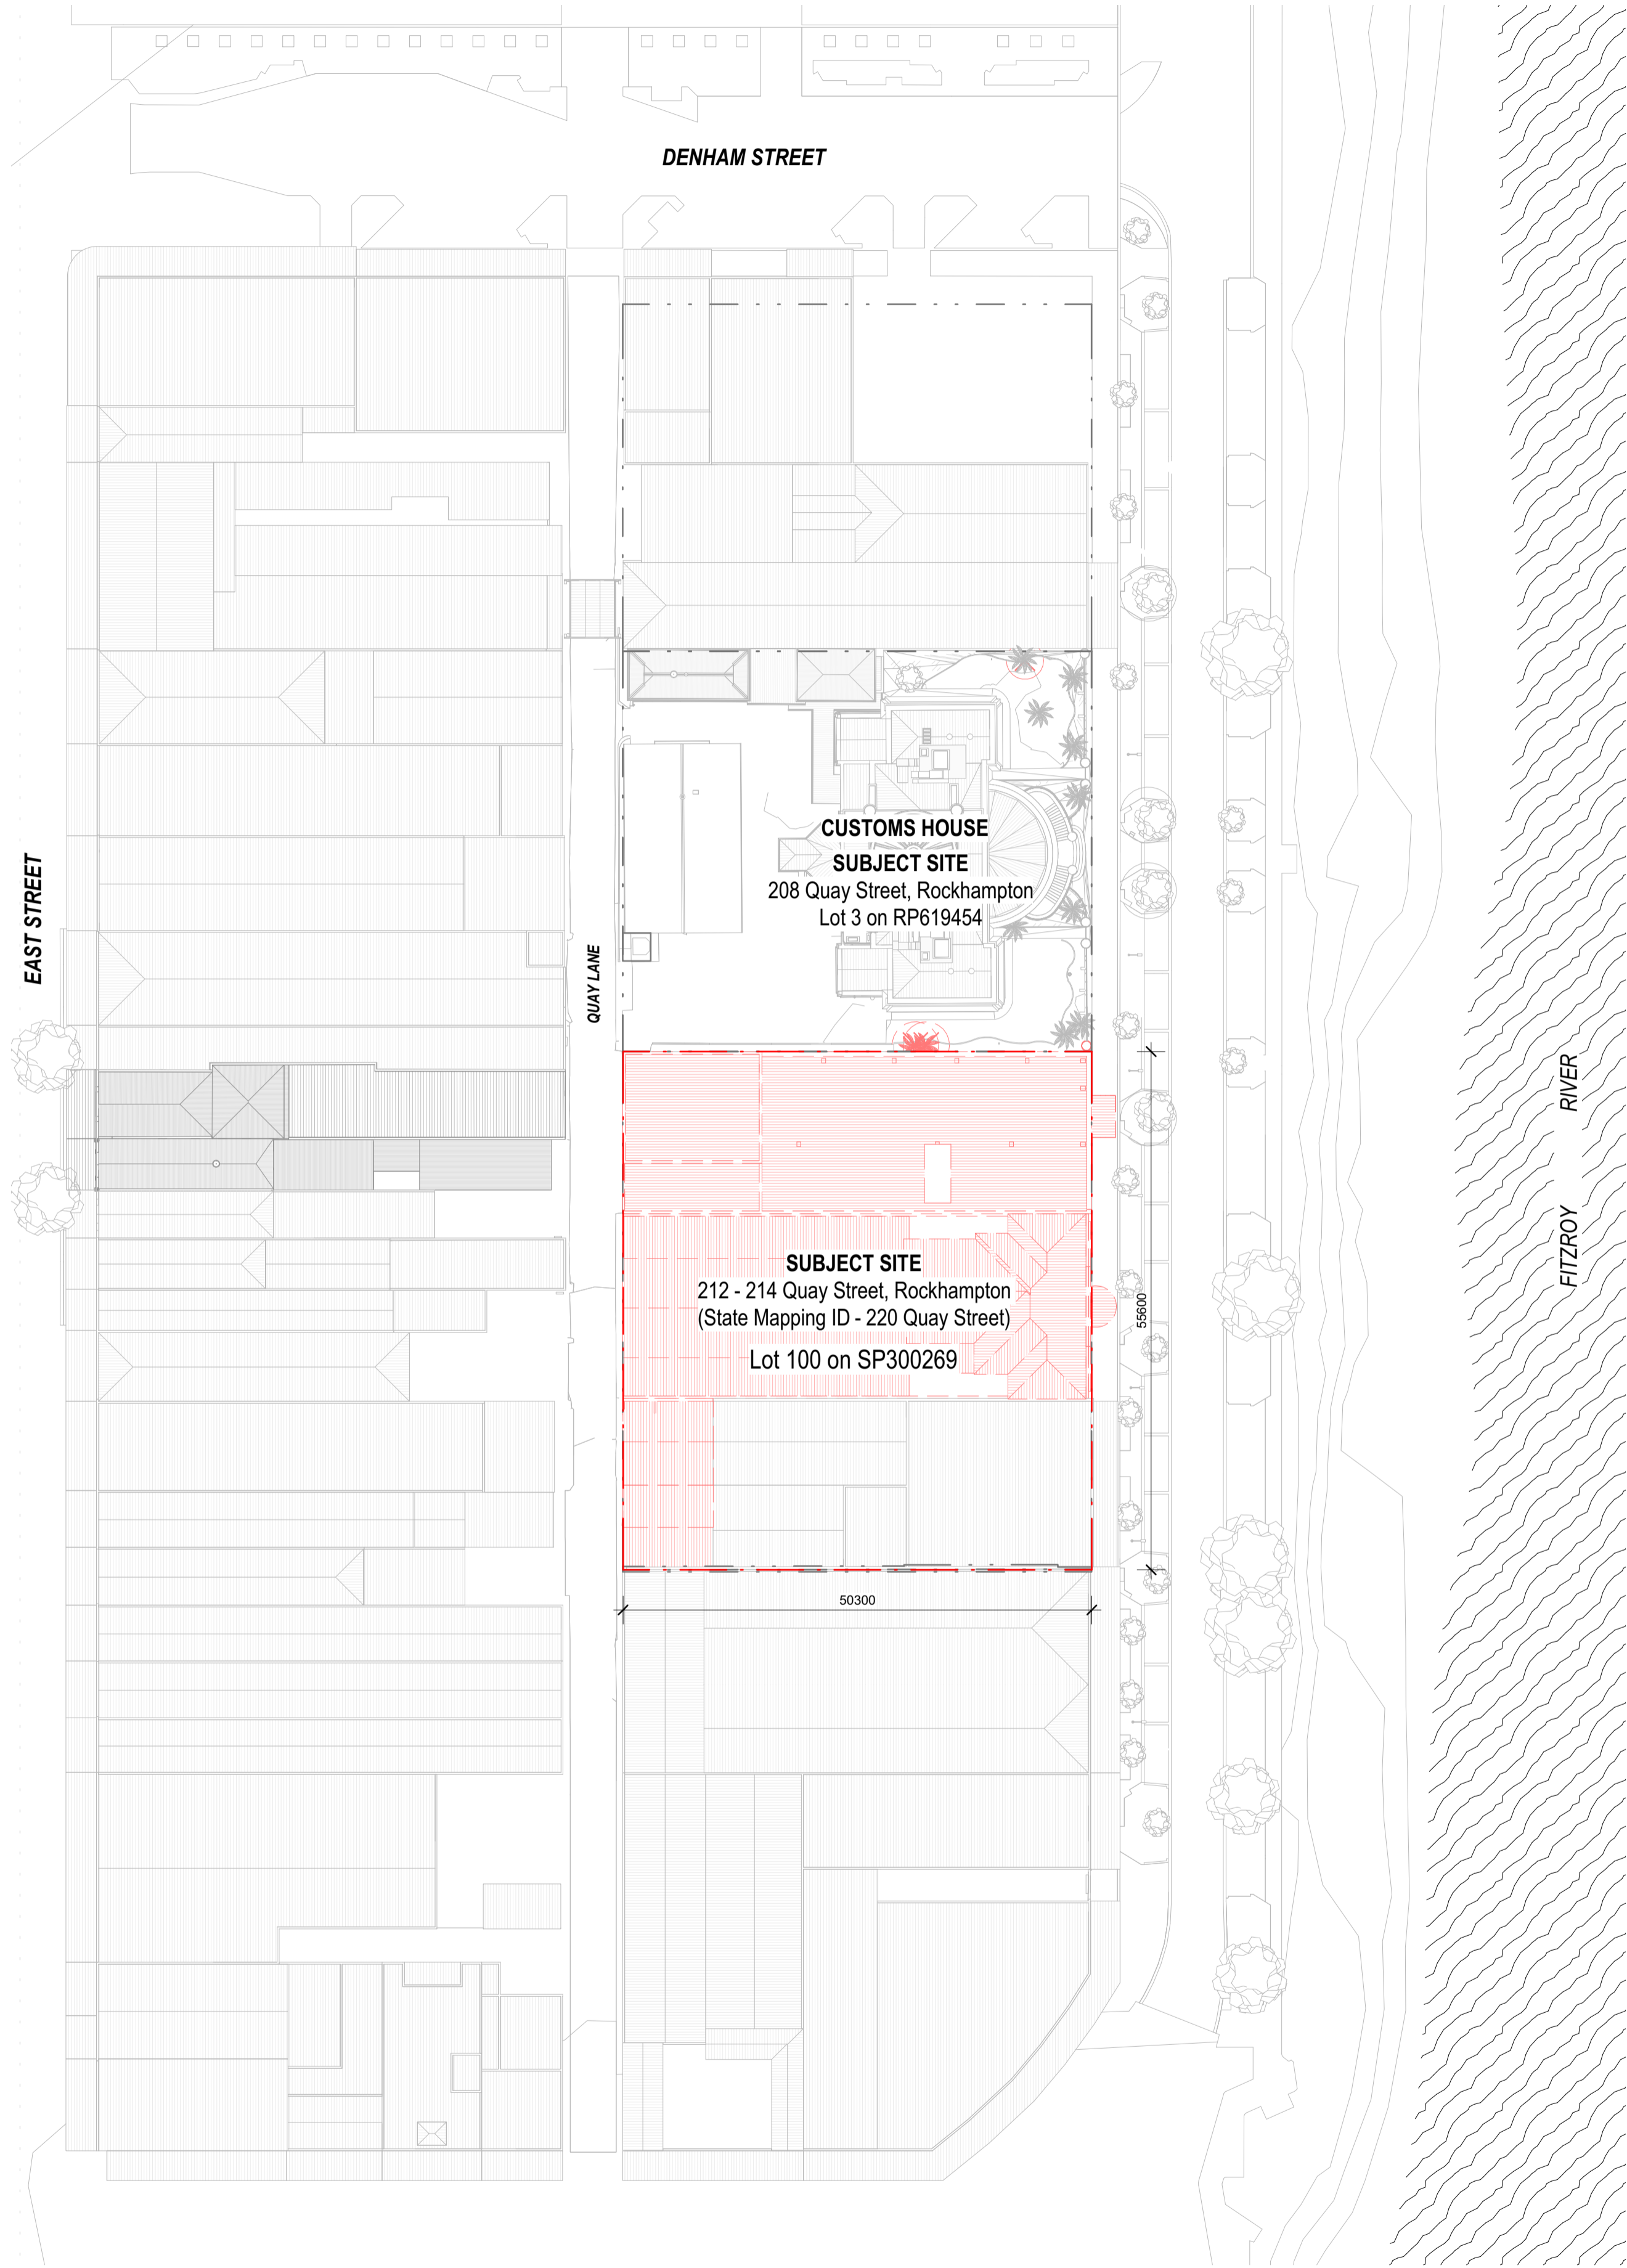 DENHAM STREET
CUSTOMS HOUSE
SUBJECT SITE
208 Quay Street, Rockhampton
Lot 3 on RP619454
EAST STREET
QUAY LANE
SUBJECT SITE
212 - 214 Quay Street, Rockhampton
(State Mapping ID - 220 Quay Street)
Lot 100 on SP300269
55600
50300
FITZROY RIVER